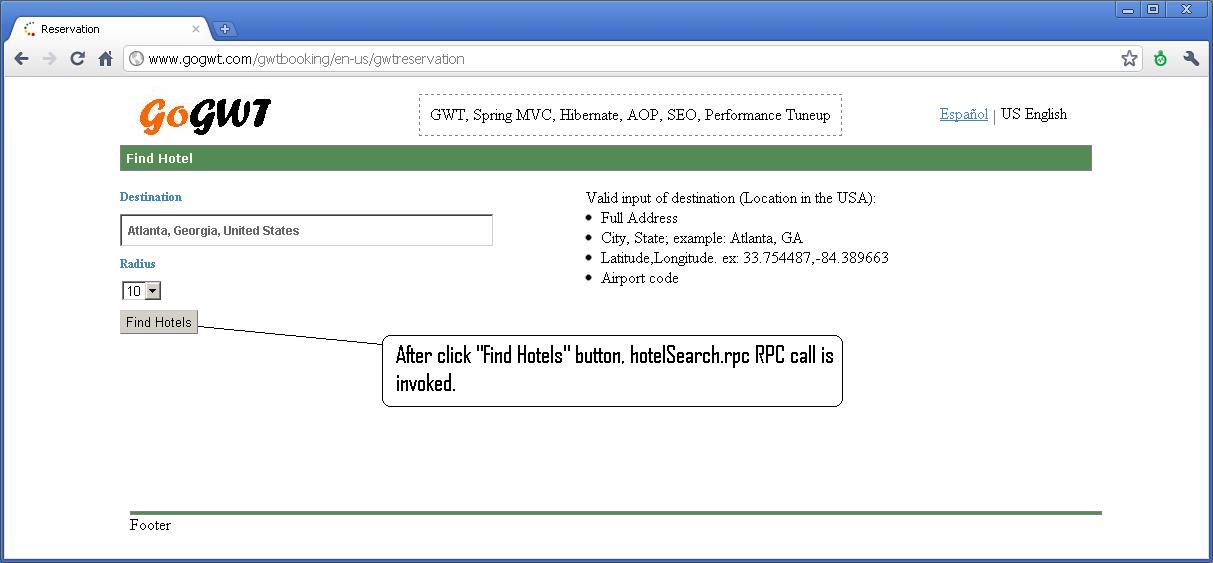 Reservation
www.gogwt.com/gwtbooking/en-us/gwtreservation
GoGWT
GWT, Spring MVC, Hibernate, AOP, SEO, Performance Tuneup
Español | US English
Find Hotel
Destination
Atlanta, Georgia, United States
Radius
10
Find Hotels
Valid input of destination (Location in the USA):
• Full Address
• City, State; example: Atlanta, GA
• Latitude,Longitude. ex: 33.754487,-84.389663
• Airport code
After click "Find Hotels" button, hotelSearch.rpc RPC call is
invoked.
Footer